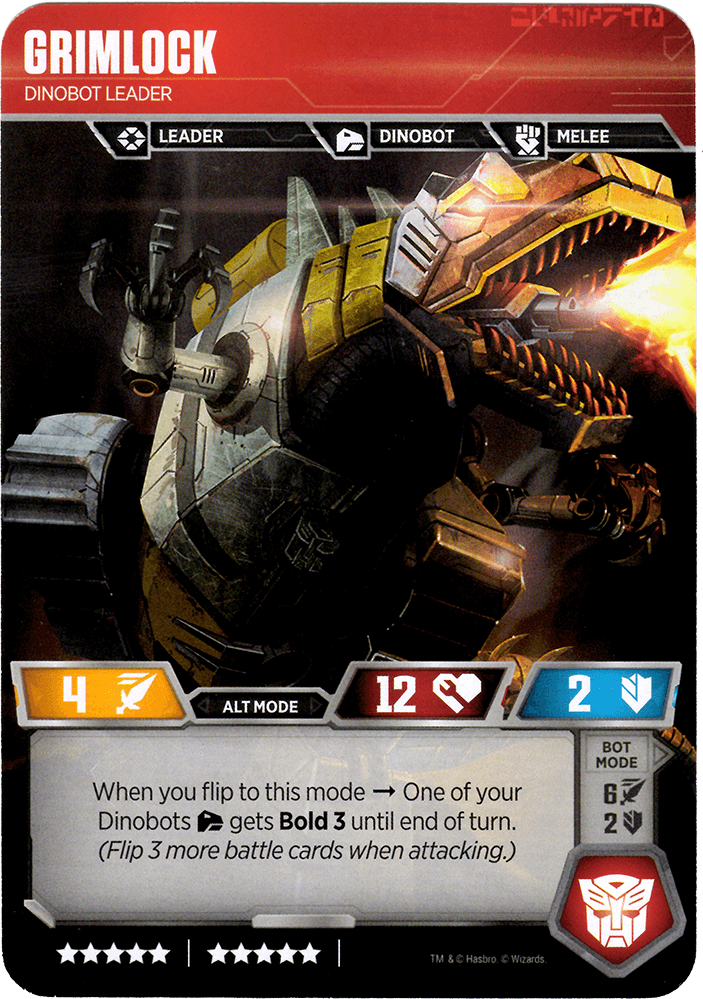 GRIMLOCK
DINOBOT LEADER
LEADER DINOBOT MELEE
4 ALT MODE 12 2
When you flip to this mode → One of your
Dinobots gets Bold 3 until end of turn.
(Flip 3 more battle cards when attacking.)
BOT
MODE
6
2
★★★★★ | ★★★★★ |
TM & © Hasbro. © Wizards.